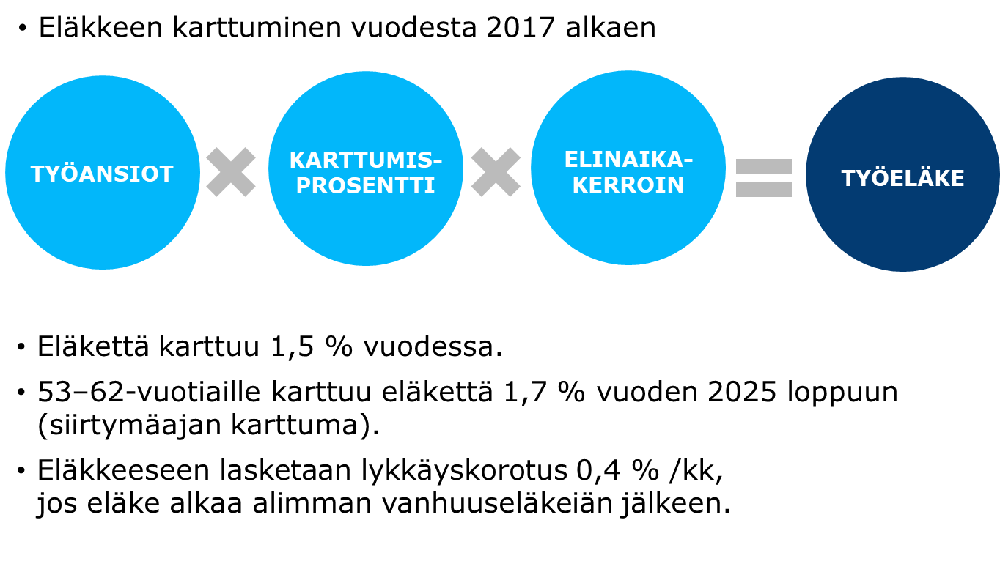 • Eläkkeen karttuminen vuodesta 2017 alkaen
TYÖANSIOT
KARTTUMIS-
PROSENTTI
ELINAIKA-
KERROIN
TYÖELÄKE
• Eläkettä karttuu 1,5 % vuodessa.
• 53–62-vuotiaille karttuu eläkettä 1,7 % vuoden 2025 loppuun
(siirtymäajan karttuma).
• Eläkkeeseen lasketaan lykkäyskorotus 0,4 % /kk,
jos eläke alkaa alimman vanhuuseläkeiän jälkeen.